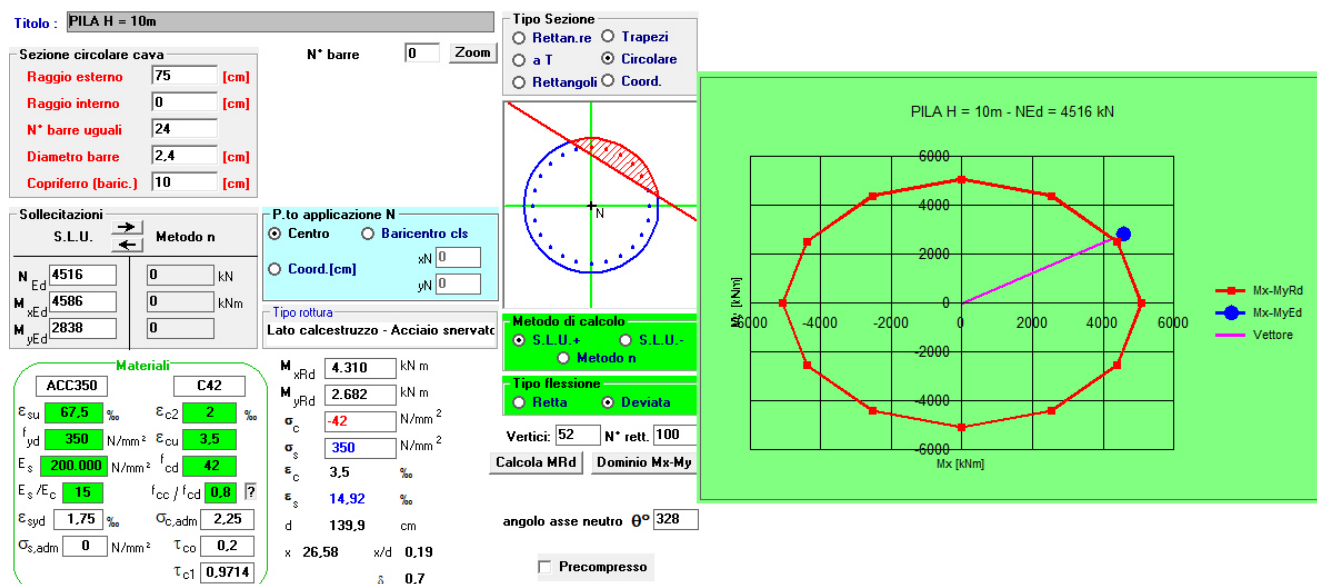 Titolo : PILA H = 10m
Sezione circolare cava
Raggio esterno 75 [cm]
Raggio interno 0 [cm]
N° barre uguali 24
Diametro barre 2,4 [cm]
Copriferro (baric.) 10 [cm]
N° barre 0 Zoom
Tipo Sezione
Rettan.re Trapezi
a T Circolare
Rettangoli Coord.
N
Sollecitazioni
S.L.U. Metodo n
N Ed 4516 0 kN
M xEd 4586 0 kNm
M yEd 2838 0
P.to applicazione N
Centro Baricentro cls
Coord.[cm] xN 0
yN 0
Tipo rottura
Lato calcestruzzo - Acciaio snervato
Materiali
ACC350 C42
εsu 67,5 ‰ εc2 2 ‰
fyd 350 N/mm² εcu 3,5
Es 200.000 N/mm² fcd 42
Es /Ec 15 fcc / fcd 0,8 ?
εsyd 1,75 ‰ σc,adm 2,25
σs,adm 0 N/mm² τco 0,2
τc1 0,9714
M xRd 4.310 kN m
M yRd 2.682 kN m
σc -42 N/mm²
σs 350 N/mm²
εc 3,5 ‰
εs 14,92 ‰
d 139,9 cm
x 26,58 x/d 0,19
δ 0,7
Metodo di calcolo
S.L.U.+ S.L.U.-
Metodo n
Tipo flessione
Retta Deviata
Vertici: 52 N° rett. 100
Calcola MRd Dominio Mx-My
angolo asse neutro θ° 328
Precompresso
PILA H = 10m - NEd = 4516 kN
6000
4000
2000
0
-2000
-4000
-6000
-6000 -4000 -2000 0 2000 4000 6000
My [kNm]
Mx [kNm]
Mx-MyRd
Mx-MyEd
Vettore